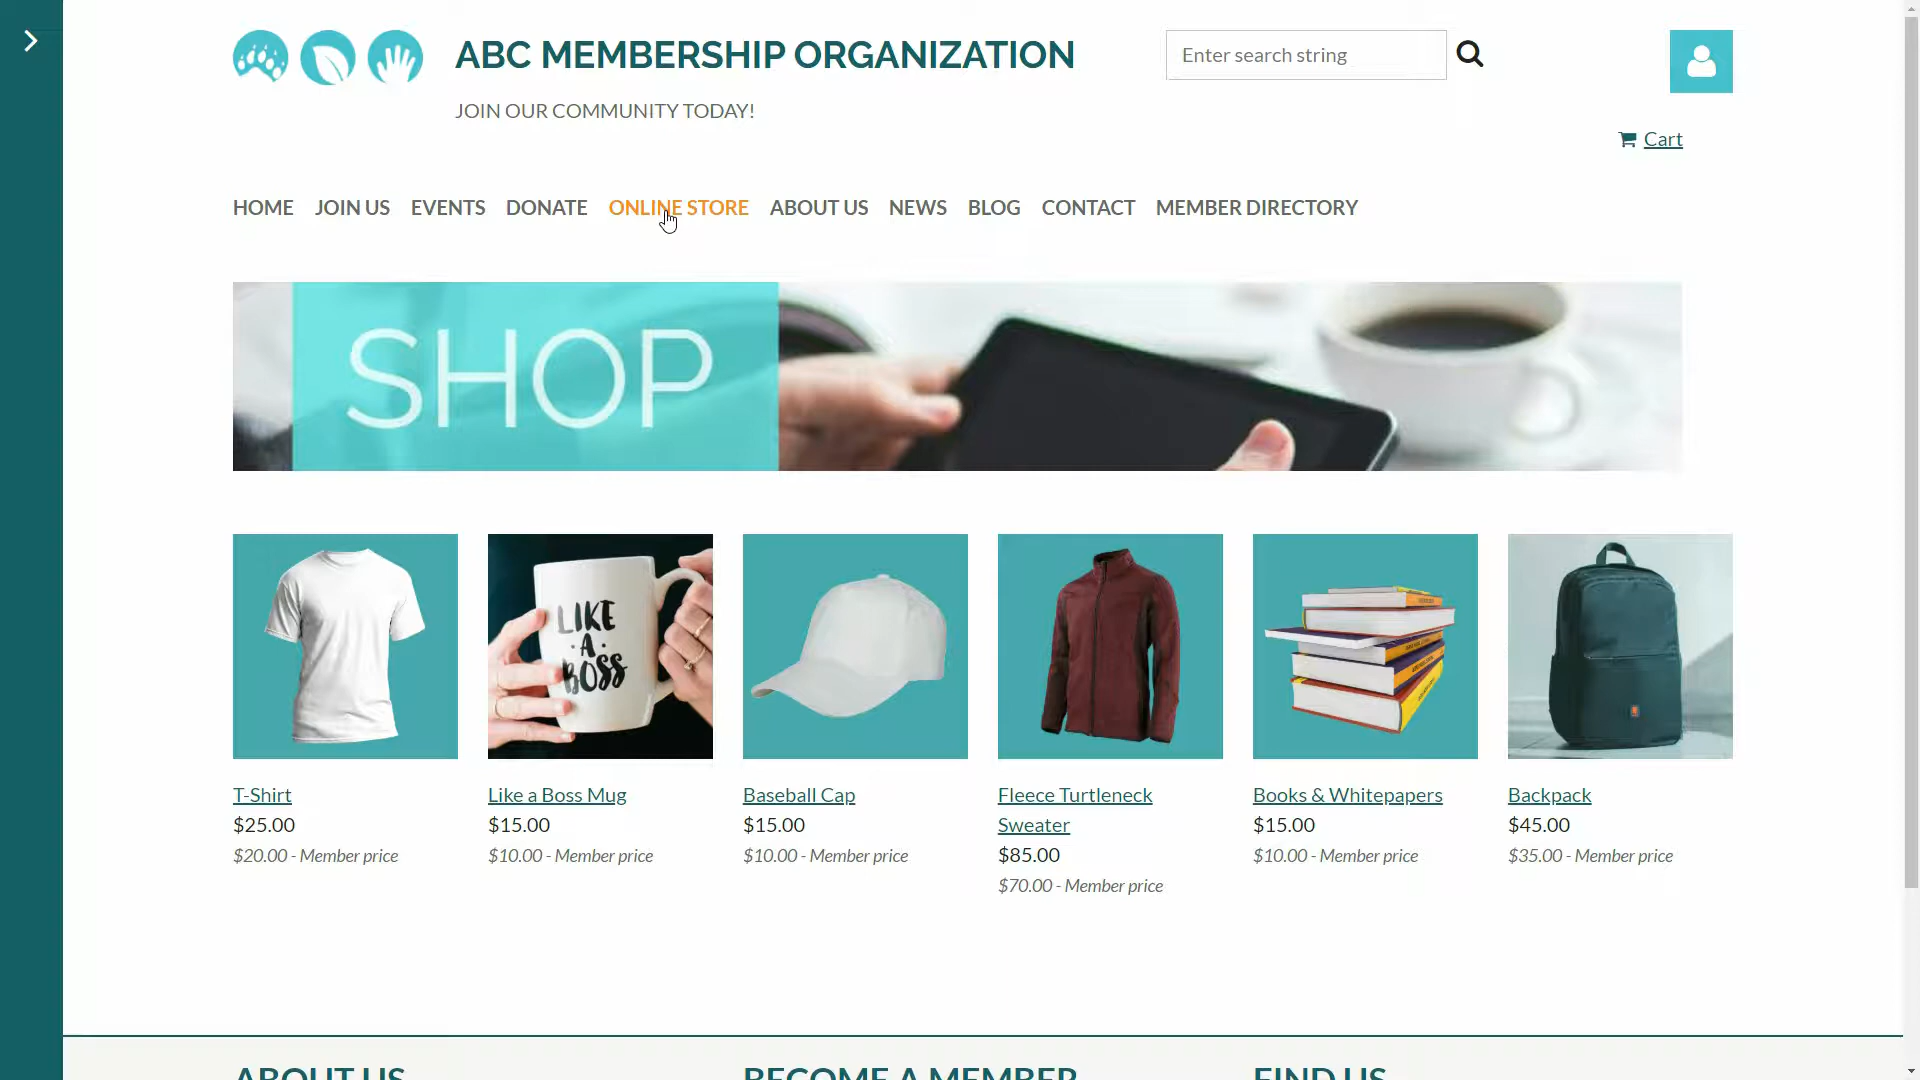 ABC MEMBERSHIP ORGANIZATION
JOIN OUR COMMUNITY TODAY!
Enter search string
Cart
HOME JOIN US EVENTS DONATE ONLINE STORE ABOUT US NEWS BLOG CONTACT MEMBER DIRECTORY
SHOP
LIKE
·A·
BOSS
T-Shirt
$25.00
$20.00 - Member price
Like a Boss Mug
$15.00
$10.00 - Member price
Baseball Cap
$15.00
$10.00 - Member price
Fleece Turtleneck
Sweater
$85.00
$70.00 - Member price
Books & Whitepapers
$15.00
$10.00 - Member price
Backpack
$45.00
$35.00 - Member price
ABOUT US
BECOME A MEMBER
FIND US